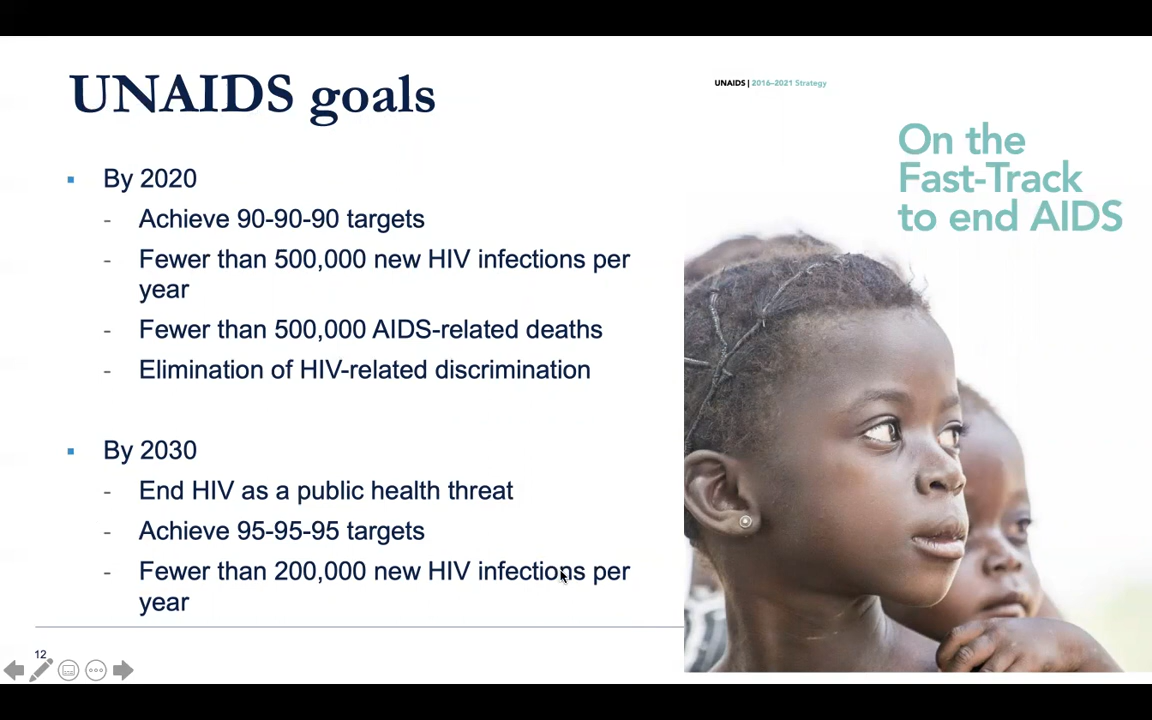 UNAIDS goals
UNAIDS | 2016–2021 Strategy
On the
Fast-Track
to end AIDS
▪ By 2020
- Achieve 90-90-90 targets
- Fewer than 500,000 new HIV infections per
year
- Fewer than 500,000 AIDS-related deaths
- Elimination of HIV-related discrimination
▪ By 2030
- End HIV as a public health threat
- Achieve 95-95-95 targets
- Fewer than 200,000 new HIV infections per
year
12